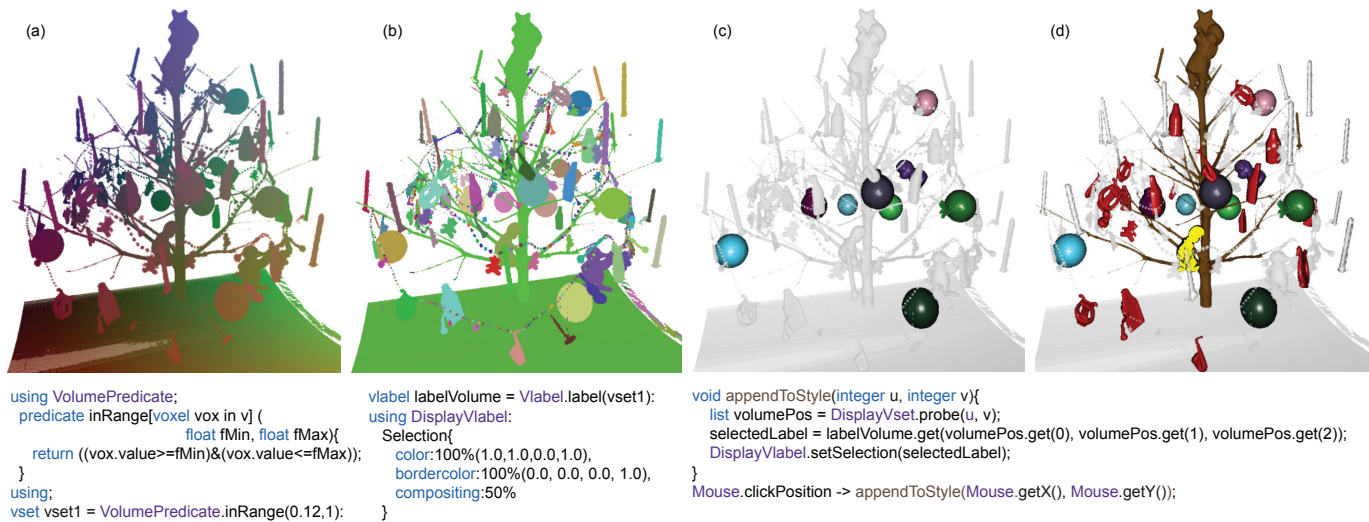 (a)
(b)
(c)
(d)
using VolumePredicate;
predicate inRange[voxel vox in v] (
float fMin, float fMax){
return ((vox.value>=fMin)&(vox.value<=fMax));
}
using;
vset vset1 = VolumePredicate.inRange(0.12,1):
vlabel labelVolume = Vlabel.label(vset1):
using DisplayVlabel:
Selection{
color:100%(1.0,1.0,0.0,1.0),
bordercolor:100%(0.0, 0.0, 0.0, 1.0),
compositing:50%
}
void appendToStyle(integer u, integer v){
list volumePos = DisplayVset.probe(u, v);
selectedLabel = labelVolume.get(volumePos.get(0), volumePos.get(1), volumePos.get(2));
DisplayVlabel.setSelection(selectedLabel);
}
Mouse.clickPosition -> appendToStyle(Mouse.getX(), Mouse.getY());